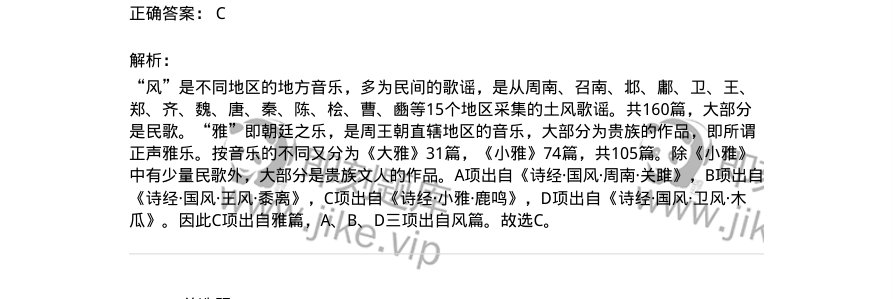 正确答案： C
解析：
“风”是不同地区的地方音乐，多为民间的歌谣，是从周南、召南、邶、鄘、卫、王、
郑、齐、魏、唐、秦、陈、桧、曹、豳等15个地区采集的土风歌谣。共160篇，大部分
是民歌。“雅”即朝廷之乐，是周王朝直辖地区的音乐，大部分为贵族的作品，即所谓
正声雅乐。按音乐的不同又分为《大雅》31篇，《小雅》74篇，共105篇。除《小雅》
中有少量民歌外，大部分是贵族文人的作品。A项出自《诗经·国风·周南·关雎》，B项出自
《诗经·国风·王风·黍离》，C项出自《诗经·小雅·鹿鸣》，D项出自《诗经·国风·卫风·木
瓜》。因此C项出自雅篇，A、B、D三项出自风篇。故选C。
即刻题库
www.jike.vip